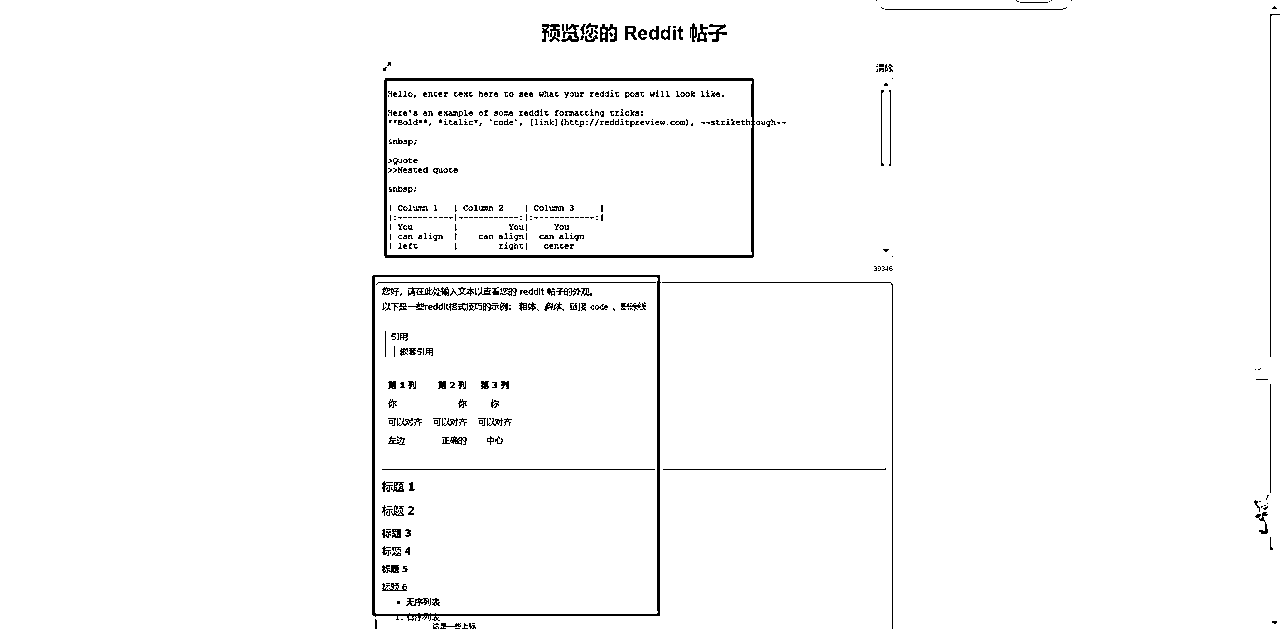 预览您的 Reddit 帖子
清除
Hello, enter text here to see what your reddit post will look like.
Here's an example of some reddit formatting tricks:
**Bold**, *italic*, `code`, [link](http://redditpreview.com), ~~strikethrough~~
&nbsp;
>Quote
>>Nested quote
&nbsp;
| Column 1 | Column 2 | Column 3 |
|:-----------|------------:|:------------:|
| You | You| You
| can align | can align| can align
| left | right| center
39346
您好，请在此处输入文本以查看您的 reddit 帖子的外观。
以下是一些reddit格式技巧的示例： 粗体、斜体、链接 code 、删除线
引用
嵌套引用
第 1 列 第 2 列 第 3 列
你 你 你
可以对齐 可以对齐 可以对齐
左边 正确的 中心
标题 1
标题 2
标题 3
标题 4
标题 5
标题 6
• 无序列表
1. 有序列表
这是一些上标